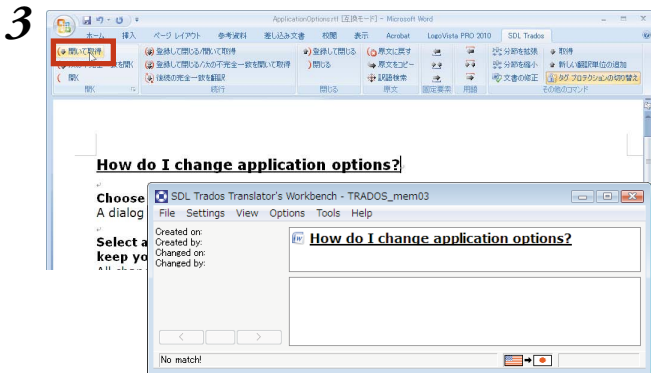 3
ApplicationOptions.rtf [互換モード] - Microsoft Word
ホーム 挿入 ページ レイアウト 参考資料 差し込み文書 校閲 表示 Acrobat LogoVista PRO 2010 SDL Trados
開いて取得 登録して閉じる/開いて取得 登録して閉じる 原文に戻す 分節を拡張 取得
次の不完全一致を開く 登録して閉じる/次の不完全一致を開いて取得 閉じる 原文をコピー 分節を縮小 新しい翻訳単位の追加
開く 後続の完全一致を翻訳 訳語検索 文書の修正 タグ プロテクションの切り替え
開く 続行 閉じる 原文 固定要素 用語 その他のコマンド
How do I change application options?
Choose
A dialog
Select a
keep yo
SDL Trados Translator's Workbench - TRADOS_mem03
File Settings View Options Tools Help
Created on:
Created by:
Changed on:
Changed by:
How do I change application options?
No match!